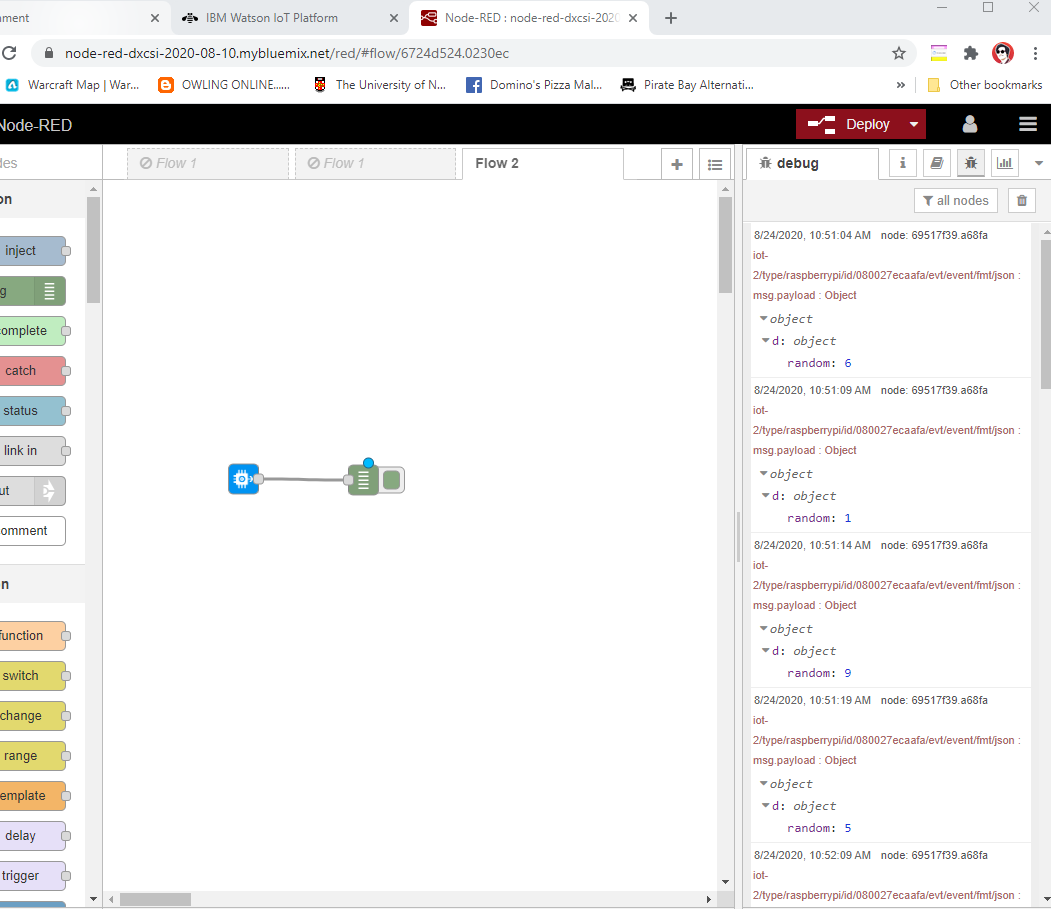 nment
IBM Watson IoT Platform
Node-RED : node-red-dxcsi-2020
node-red-dxcsi-2020-08-10.mybluemix.net/red/#flow/6724d524.0230ec
Warcraft Map | War...
OWLING ONLINE......
The University of N...
Domino's Pizza Mal...
Pirate Bay Alternati...
»
Other bookmarks
Node-RED
Deploy
des
Flow 1
Flow 1
Flow 2
debug
i
all nodes
on
inject
g
complete
catch
status
link in
ut
omment
n
function
switch
change
range
template
delay
trigger
8/24/2020, 10:51:04 AM node: 69517f39.a68fa
iot-
2/type/raspberrypi/id/080027ecaafa/evt/event/fmt/json :
msg.payload : Object
object
d: object
random: 6
8/24/2020, 10:51:09 AM node: 69517f39.a68fa
iot-
2/type/raspberrypi/id/080027ecaafa/evt/event/fmt/json :
msg.payload : Object
object
d: object
random: 1
8/24/2020, 10:51:14 AM node: 69517f39.a68fa
iot-
2/type/raspberrypi/id/080027ecaafa/evt/event/fmt/json :
msg.payload : Object
object
d: object
random: 9
8/24/2020, 10:51:19 AM node: 69517f39.a68fa
iot-
2/type/raspberrypi/id/080027ecaafa/evt/event/fmt/json :
msg.payload : Object
object
d: object
random: 5
8/24/2020, 10:52:09 AM node: 69517f39.a68fa
iot-
2/type/raspberrypi/id/080027ecaafa/evt/event/fmt/json :